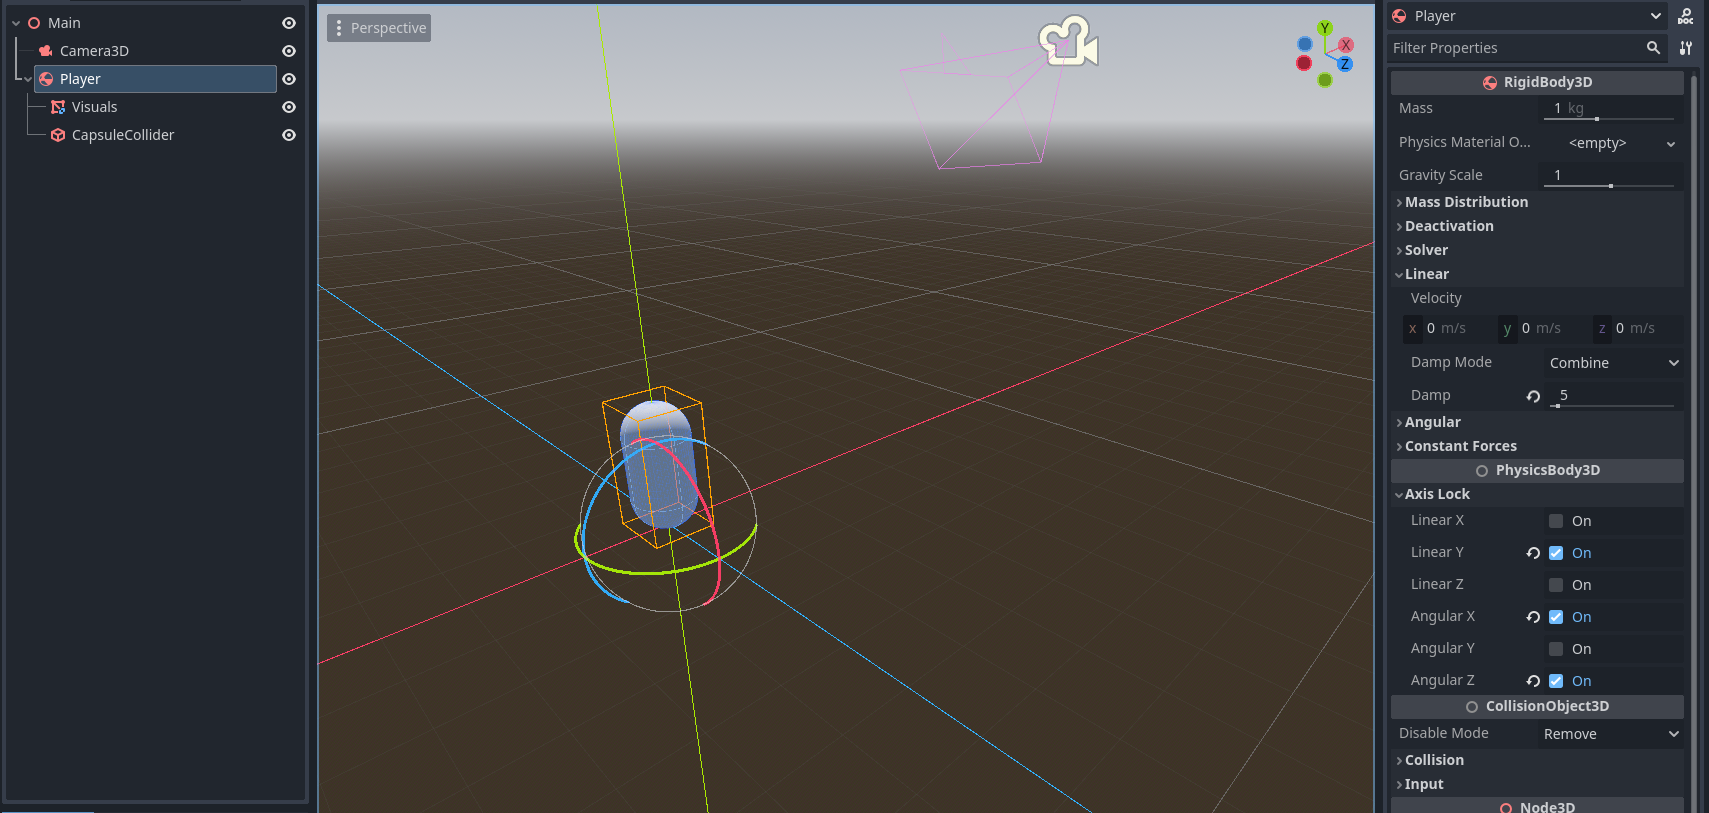 Main
Camera3D
Player
Visuals
CapsuleCollider
Perspective
Y
X
Z
Player
DOC
Filter Properties
RigidBody3D
Mass 1 kg
Physics Material O... <empty>
Gravity Scale 1
Mass Distribution
Deactivation
Solver
Linear
Velocity
x 0 m/s y 0 m/s z 0 m/s
Damp Mode Combine
Damp 5
Angular
Constant Forces
PhysicsBody3D
Axis Lock
Linear X On
Linear Y On
Linear Z On
Angular X On
Angular Y On
Angular Z On
CollisionObject3D
Disable Mode Remove
Collision
Input
Node3D